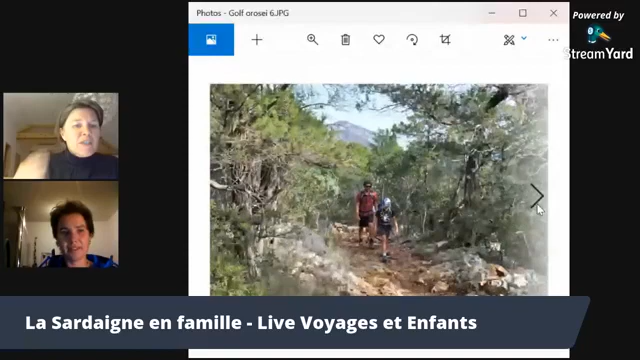 Photos - Golf orosei 6.JPG
Powered by
StreamYard
La Sardaigne en famille - Live Voyages et Enfants